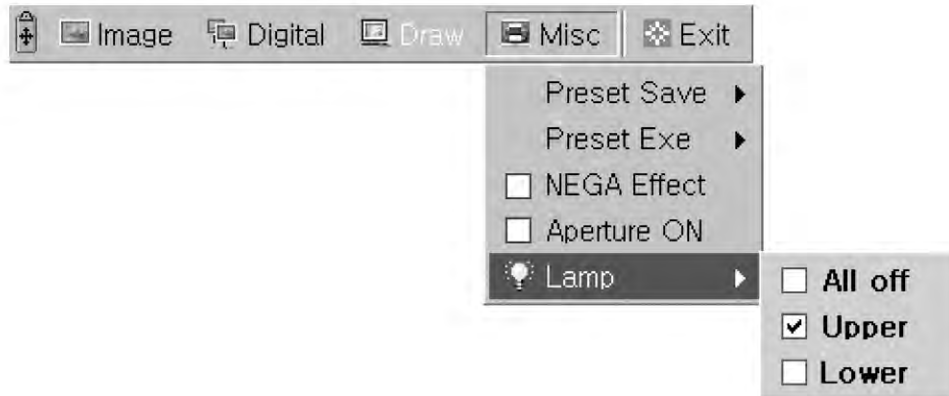 Image Digital Draw Misc Exit
Preset Save
Preset Exe
NEGA Effect
Aperture ON
Lamp
All off
Upper
Lower